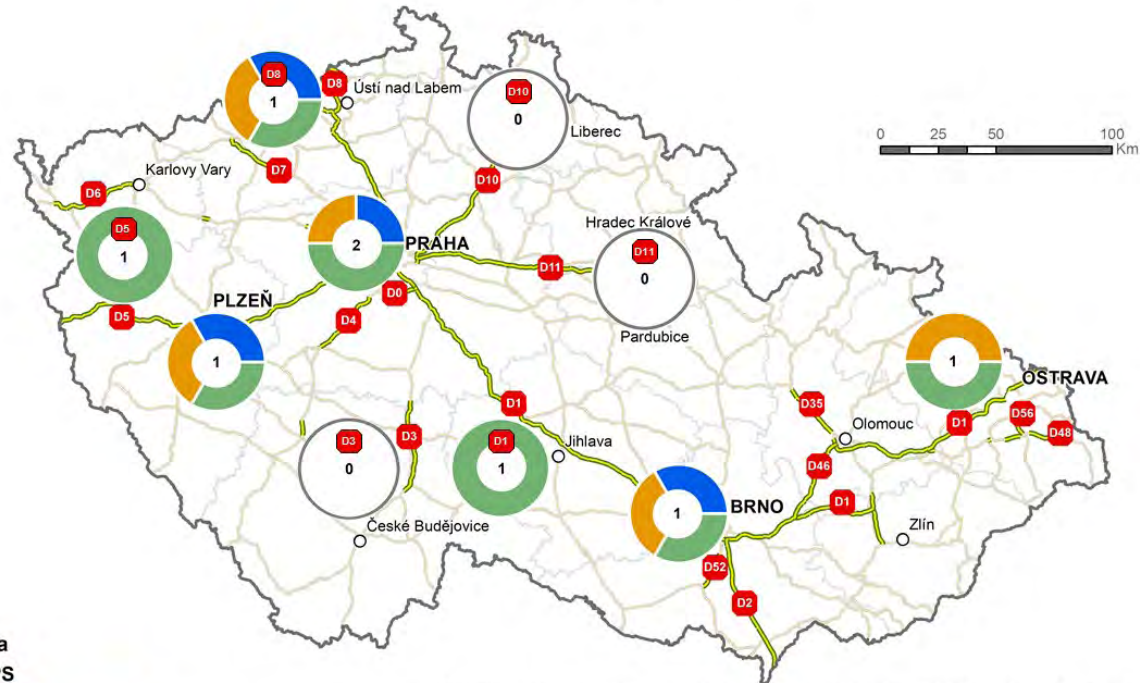 D8
D8
1
Ústí nad Labem
D10
0
Liberec
0 25 50 100
Km
D7
D10
Karlovy Vary
D6
D5
1
2
PRAHA
Hradec Králové
D11
0
D11
Pardubice
PLZEŇ
D0
D5
D4
1
1
OSTRAVA
D1
D35
D56
D1
D48
Olomouc
D3
0
D3
D1
1
Jihlava
D46
D1
1
BRNO
Zlín
České Budějovice
D52
D2
a
PS